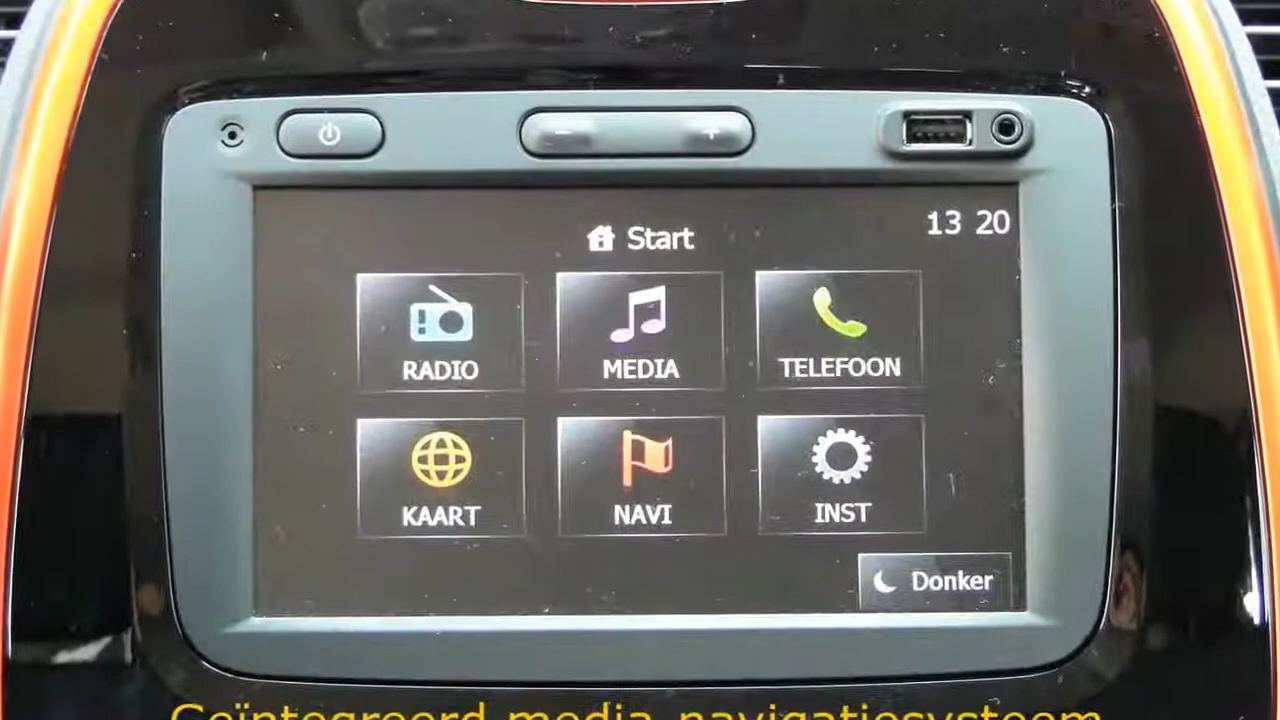 13 20
Start
RADIO MEDIA TELEFOON
KAART NAVI INST
Donker
Geïntegreerd media-navigatiesysteem